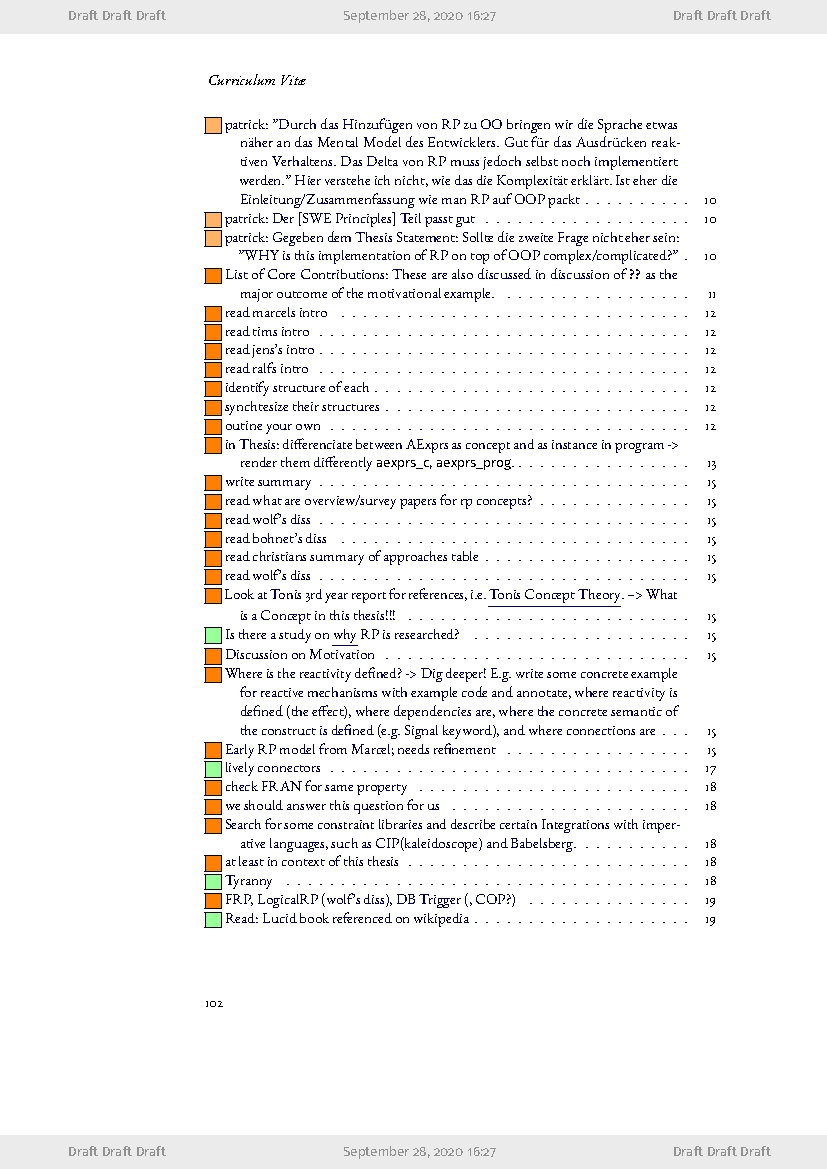 Draft Draft Draft September 28, 2020 16:27 Draft Draft Draft
Curriculum Vitæ
patrick: ”Durch das Hinzufügen von RP zu OO bringen wir die Sprache etwas
näher an das Mental Model des Entwicklers. Gut für das Ausdrücken reak-
tiven Verhaltens. Das Delta von RP muss jedoch selbst noch implementiert
werden.” Hier verstehe ich nicht, wie das die Komplexität erklärt. Ist eher die
Einleitung/Zusammenfassung wie man RP auf OOP packt . . . . . . . . . . 10
patrick: Der [SWE Principles] Teil passt gut . . . . . . . . . . . . . . . . . . . 10
patrick: Gegeben dem Thesis Statement: Sollte die zweite Frage nicht eher sein:
”WHY is this implementation of RP on top of OOP complex/complicated?” . 10
List of Core Contributions: These are also discussed in discussion of ?? as the
major outcome of the motivational example. . . . . . . . . . . . . . . . . . 11
read marcels intro . . . . . . . . . . . . . . . . . . . . . . . . . . . . . . . . 12
read tims intro . . . . . . . . . . . . . . . . . . . . . . . . . . . . . . . . . . 12
read jens’s intro . . . . . . . . . . . . . . . . . . . . . . . . . . . . . . . . . . 12
read ralfs intro . . . . . . . . . . . . . . . . . . . . . . . . . . . . . . . . . . 12
identify structure of each . . . . . . . . . . . . . . . . . . . . . . . . . . . . . 12
synchtesize their structures . . . . . . . . . . . . . . . . . . . . . . . . . . . . 12
outine your own . . . . . . . . . . . . . . . . . . . . . . . . . . . . . . . . . 12
in Thesis: differenciate between AExprs as concept and as instance in program ->
render them differently aexprs_c, aexprs_prog. . . . . . . . . . . . . . . . . 13
write summary . . . . . . . . . . . . . . . . . . . . . . . . . . . . . . . . . . 15
read what are overview/survey papers for rp concepts? . . . . . . . . . . . . . . 15
read wolf’s diss . . . . . . . . . . . . . . . . . . . . . . . . . . . . . . . . . . 15
read bohnet’s diss . . . . . . . . . . . . . . . . . . . . . . . . . . . . . . . . 15
read christians summary of approaches table . . . . . . . . . . . . . . . . . . . 15
read wolf’s diss . . . . . . . . . . . . . . . . . . . . . . . . . . . . . . . . . . 15
Look at Tonis 3rd year report for references, i.e. Tonis Concept Theory. –> What
is a Concept in this thesis!!! . . . . . . . . . . . . . . . . . . . . . . . . . . 15
Is there a study on why RP is researched? . . . . . . . . . . . . . . . . . . . . 15
Discussion on Motivation . . . . . . . . . . . . . . . . . . . . . . . . . . . . 15
Where is the reactivity defined? -> Dig deeper! E.g. write some concrete example
for reactive mechanisms with example code and annotate, where reactivity is
defined (the effect), where dependencies are, where the concrete semantic of
the construct is defined (e.g. Signal keyword), and where connections are . . . 15
Early RP model from Marcel; needs refinement . . . . . . . . . . . . . . . . . 15
lively connectors . . . . . . . . . . . . . . . . . . . . . . . . . . . . . . . . . 17
check FRAN for same property . . . . . . . . . . . . . . . . . . . . . . . . . 18
we should answer this question for us . . . . . . . . . . . . . . . . . . . . . . 18
Search for some constraint libraries and describe certain Integrations with imper-
ative languages, such as CIP(kaleidoscope) and Babelsberg. . . . . . . . . . . . 18
at least in context of this thesis . . . . . . . . . . . . . . . . . . . . . . . . . . 18
Tyranny . . . . . . . . . . . . . . . . . . . . . . . . . . . . . . . . . . . . . 18
FRP, LogicalRP (wolf’s diss), DB Trigger (, COP?) . . . . . . . . . . . . . . . 19
Read: Lucid book referenced on wikipedia . . . . . . . . . . . . . . . . . . . . 19
102
Draft Draft Draft September 28, 2020 16:27 Draft Draft Draft